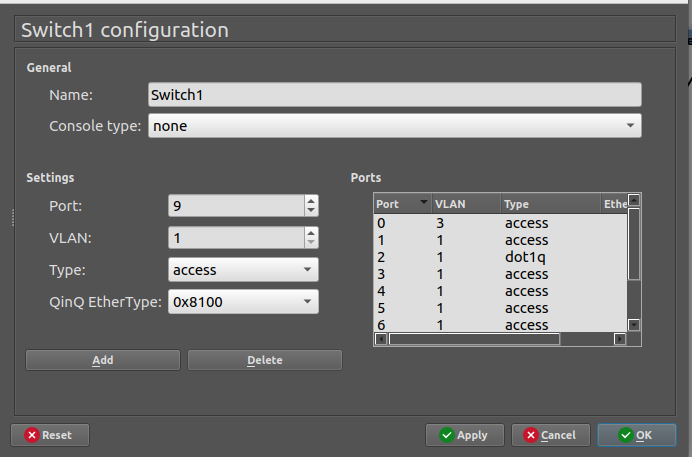 Switch1 configuration
General
Name: Switch1
Console type: none
Settings
Port: 9
VLAN: 1
Type: access
QinQ EtherType: 0x8100
Add Delete
Ports
Port VLAN Type Ethe
0 3 access
1 1 access
2 1 dot1q
3 1 access
4 1 access
5 1 access
6 1 access
Reset Apply Cancel OK